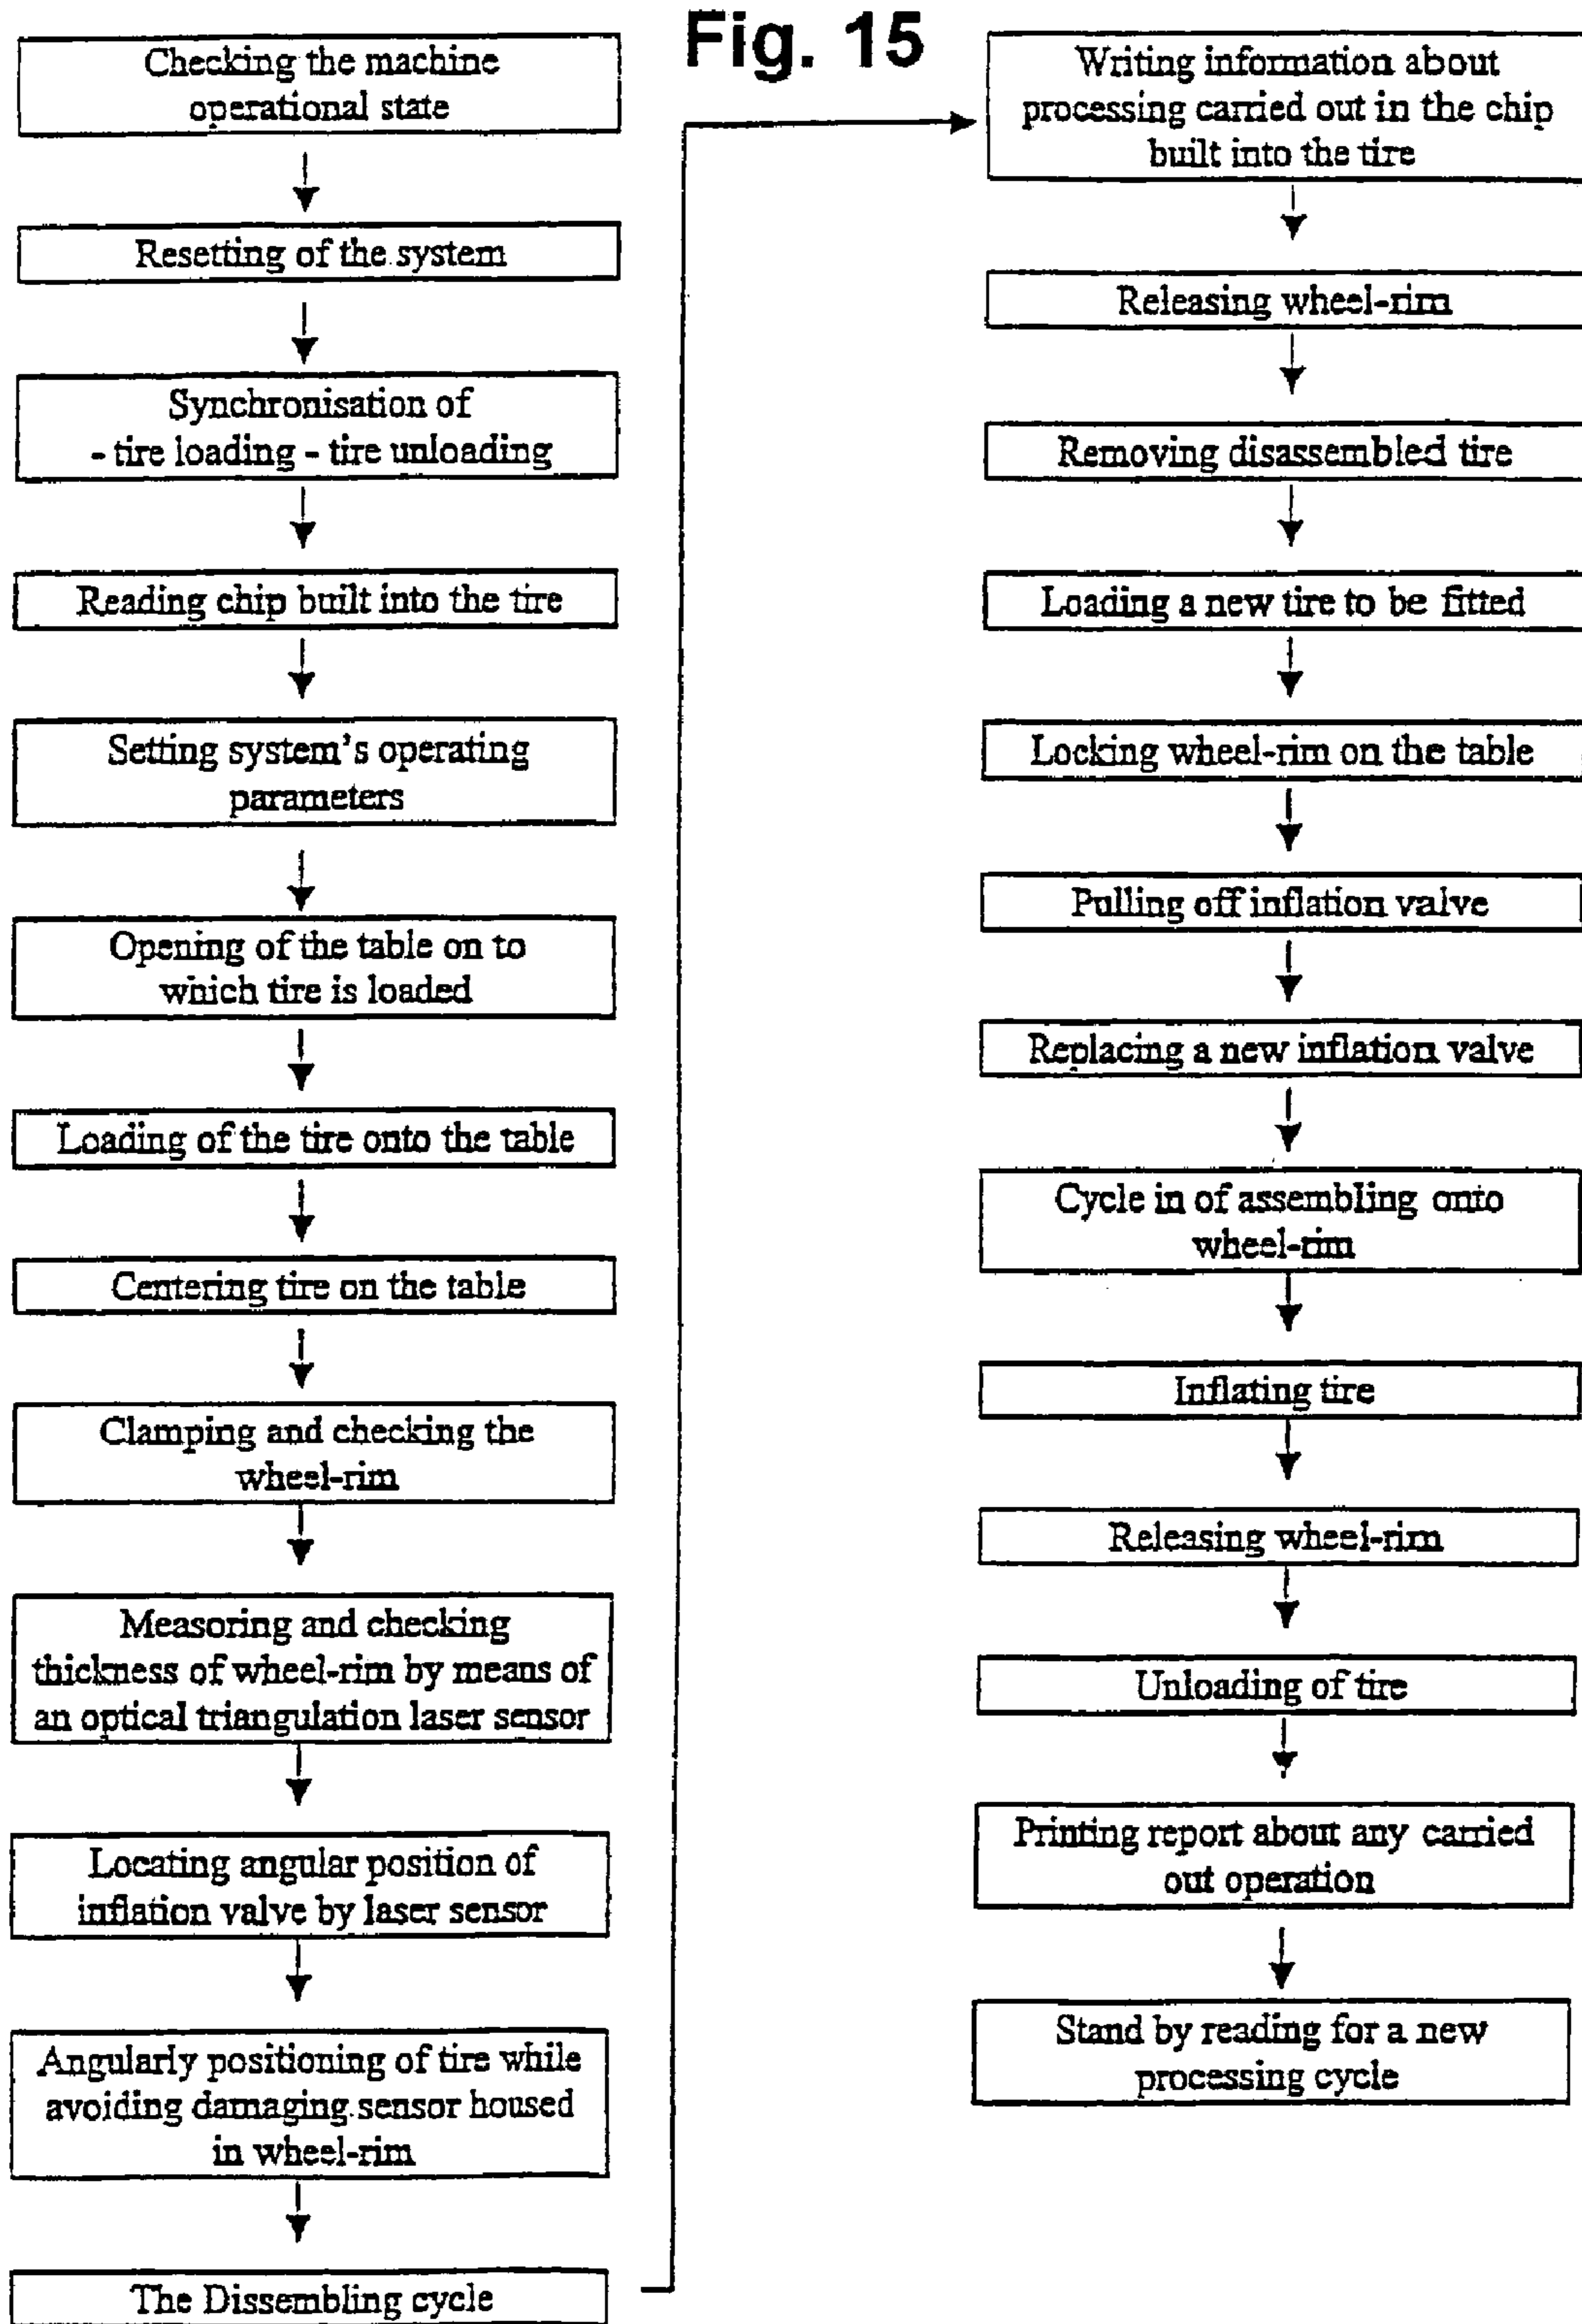 Fig. 15
Checking the machine
operational state
Resetting of the system
Synchronisation of
- tire loading - tire unloading
Reading chip built into the tire
Setting system's operating
parameters
Opening of the table on to
which tire is loaded
Loading of the tire onto the table
Centering tire on the table
Clamping and checking the
wheel-rim
Measoring and checking
thickness of wheel-rim by means of
an optical triangulation laser sensor
Locating angular position of
inflation valve by laser sensor
Angularly positioning of tire while
avoiding damaging sensor housed
in wheel-rim
The Dissembling cycle
Writing information about
processing carried out in the chip
built into the tire
Releasing wheel-rim
Removing disassembled tire
Loading a new tire to be fitted
Locking wheel-rim on the table
Pulling off inflation valve
Replacing a new inflation valve
Cycle in of assembling onto
wheel-rim
Inflating tire
Releasing wheel-rim
Unloading of tire
Printing report about any carried
out operation
Stand by reading for a new
processing cycle